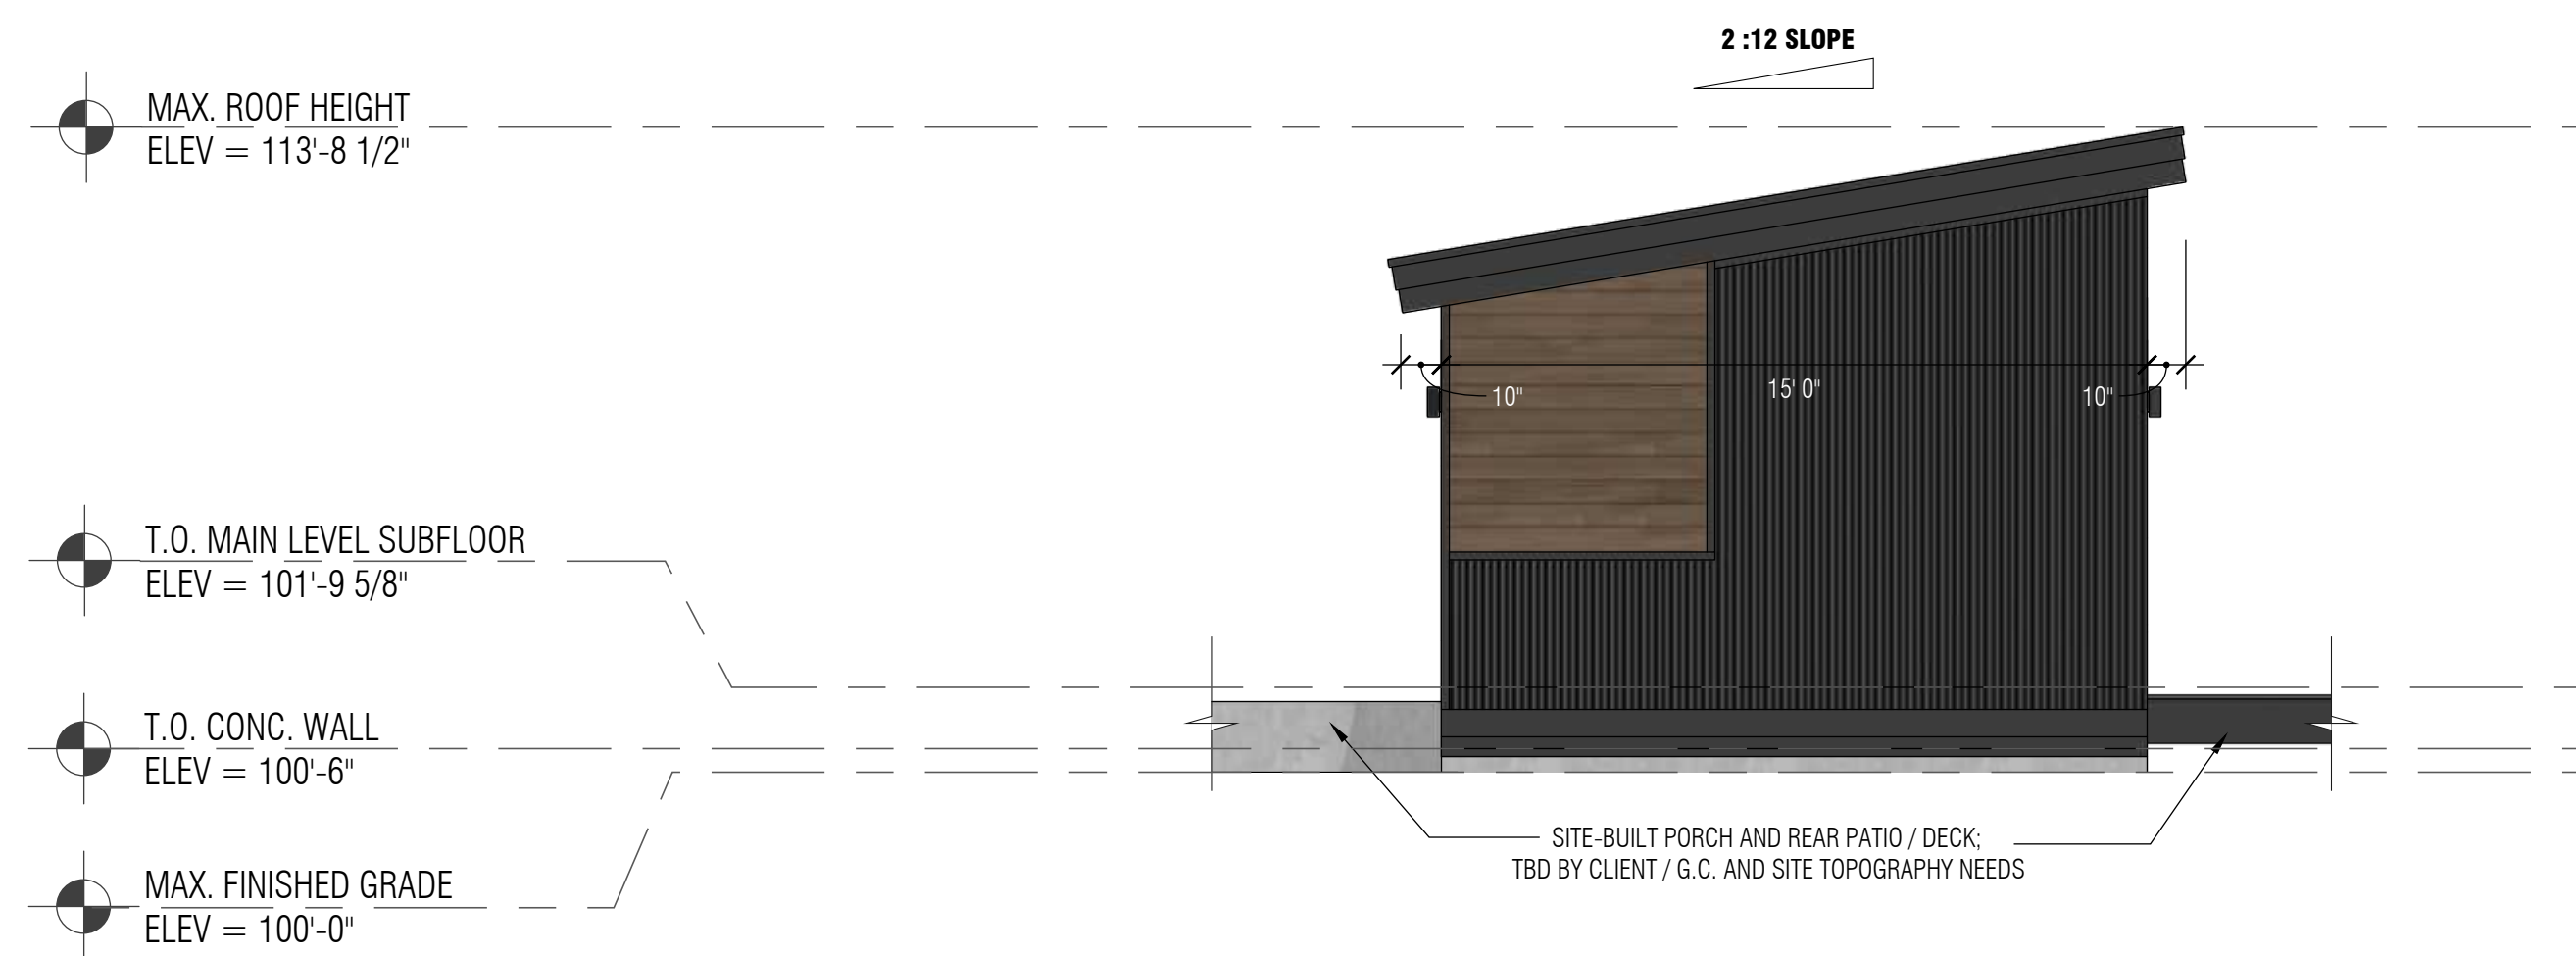 2 :12 SLOPE
MAX. ROOF HEIGHT
ELEV = 113'-8 1/2"
10"
15' 0"
10"
T.O. MAIN LEVEL SUBFLOOR
ELEV = 101'-9 5/8"
T.O. CONC. WALL
ELEV = 100'-6"
SITE-BUILT PORCH AND REAR PATIO / DECK;
TBD BY CLIENT / G.C. AND SITE TOPOGRAPHY NEEDS
MAX. FINISHED GRADE
ELEV = 100'-0"